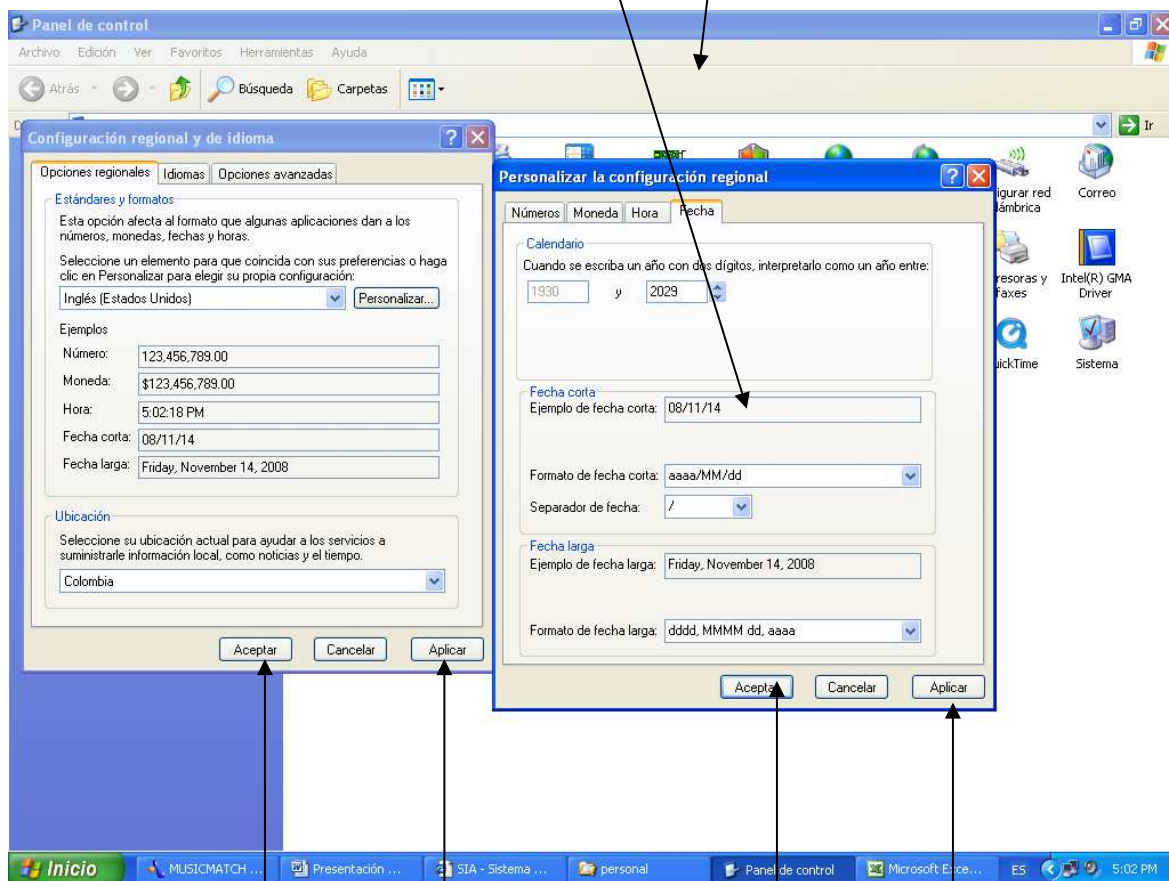 Panel de control
Archivo Edición Ver Favoritos Herramientas Ayuda
Atrás Búsqueda Carpetas
Ir
Configuración regional y de idioma
Opciones regionales Idiomas Opciones avanzadas
Estándares y formatos
Esta opción afecta al formato que algunas aplicaciones dan a los
números, monedas, fechas y horas.
Seleccione un elemento para que coincida con sus preferencias o haga
clic en Personalizar para elegir su propia configuración:
Inglés (Estados Unidos) Personalizar...
Ejemplos
Número: 123,456,789.00
Moneda: $123,456,789.00
Hora: 5:02:18 PM
Fecha corta: 08/11/14
Fecha larga: Friday, November 14, 2008
Ubicación
Seleccione su ubicación actual para ayudar a los servicios a
suministrarle información local, como noticias y el tiempo.
Colombia
Aceptar Cancelar Aplicar
Personalizar la configuración regional
Números Moneda Hora Fecha
Calendario
Cuando se escriba un año con dos dígitos, interpretarlo como un año entre:
1930 y 2029
Fecha corta
Ejemplo de fecha corta: 08/11/14
Formato de fecha corta: aaaa/MM/dd
Separador de fecha: /
Fecha larga
Ejemplo de fecha larga: Friday, November 14, 2008
Formato de fecha larga: dddd, MMMM dd, aaaa
Aceptar Cancelar Aplicar
igurar red
lámbrica
Correo
resoras y
faxes
Intel(R) GMA
Driver
uickTime
Sistema
Inicio MUSICMATCH ... Presentación ... SIA - Sistema ... personal Panel de control Microsoft Exce... ES 5:02 PM